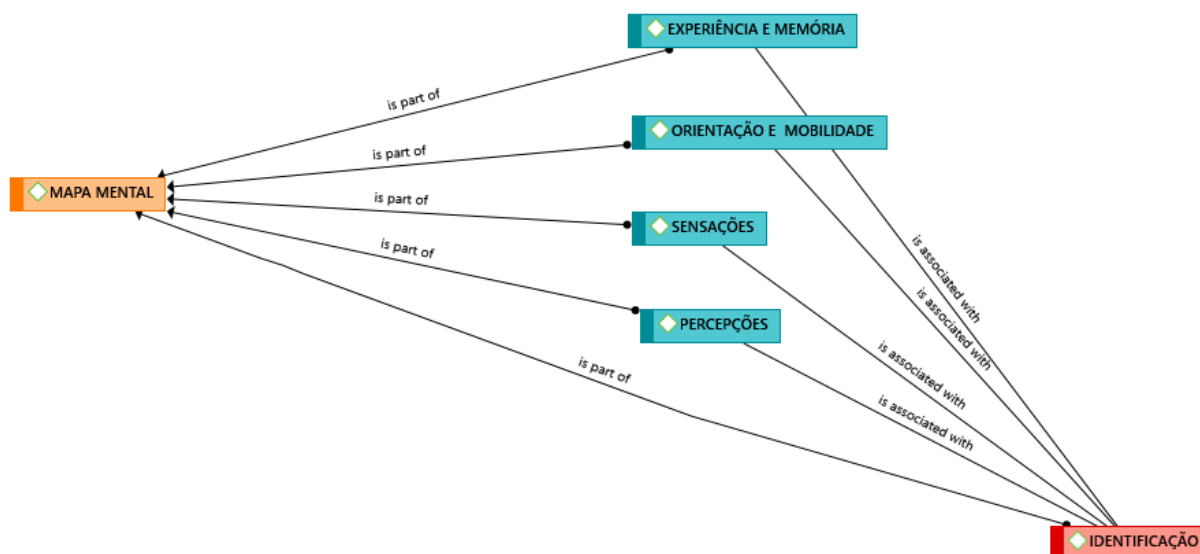 EXPERIÊNCIA E MEMÓRIA
is part of
ORIENTAÇÃO E  MOBILIDADE
is part of
MAPA MENTAL
is part of
SENSAÇÕES
is part of
is associated with
is associated with
PERCEPÇÕES
is part of
is associated with
is associated with
IDENTIFICAÇÃO